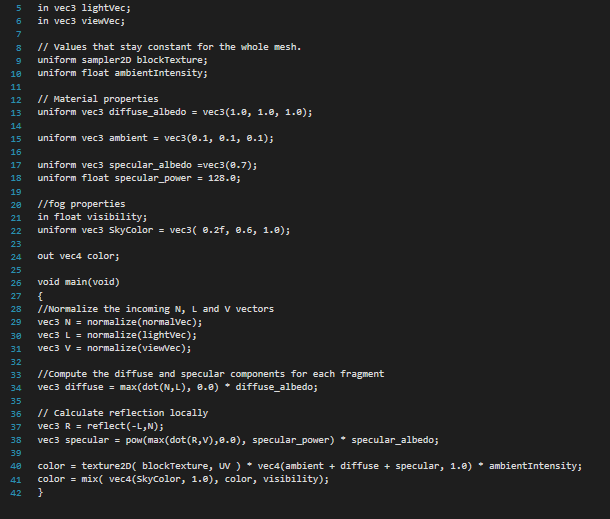 5 in vec3 lightVec;
6 in vec3 viewVec;
7
8 // Values that stay constant for the whole mesh.
9 uniform sampler2D blockTexture;
10 uniform float ambientIntensity;
11
12 // Material properties
13 uniform vec3 diffuse_albedo = vec3(1.0, 1.0, 1.0);
14
15 uniform vec3 ambient = vec3(0.1, 0.1, 0.1);
16
17 uniform vec3 specular_albedo =vec3(0.7);
18 uniform float specular_power = 128.0;
19
20 //fog properties
21 in float visibility;
22 uniform vec3 SkyColor = vec3( 0.2f, 0.6, 1.0);
23
24 out vec4 color;
25
26 void main(void)
27 {
28 //Normalize the incoming N, L and V vectors
29 vec3 N = normalize(normalVec);
30 vec3 L = normalize(lightVec);
31 vec3 V = normalize(viewVec);
32
33 //Compute the diffuse and specular components for each fragment
34 vec3 diffuse = max(dot(N,L), 0.0) * diffuse_albedo;
35
36 // Calculate reflection locally
37 vec3 R = reflect(-L,N);
38 vec3 specular = pow(max(dot(R,V),0.0), specular_power) * specular_albedo;
39
40 color = texture2D( blockTexture, UV ) * vec4(ambient + diffuse + specular, 1.0) * ambientIntensity;
41 color = mix( vec4(SkyColor, 1.0), color, visibility);
42 }